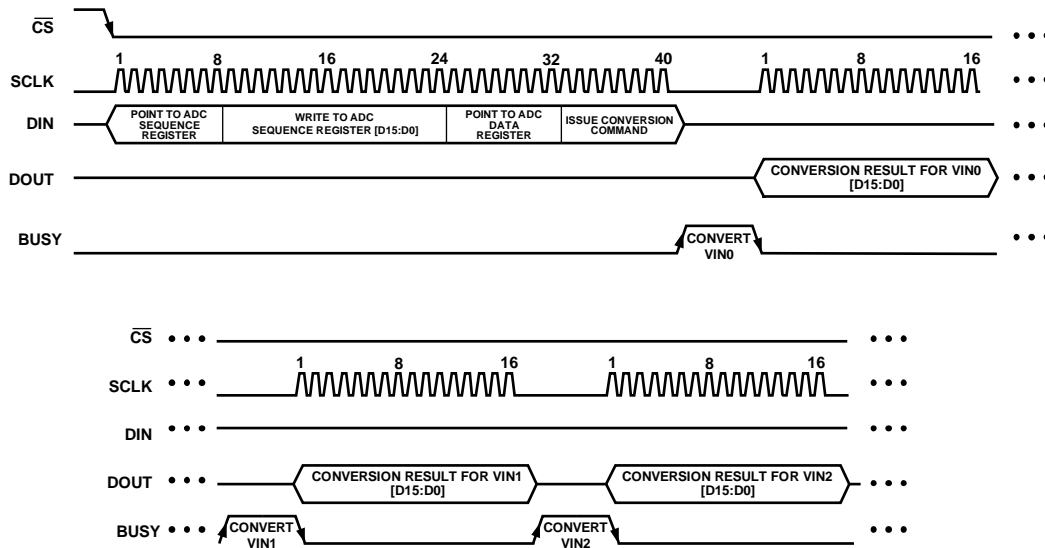 CS
1 8 16 24 32 40 1 8 16
SCLK
DIN
POINT TO ADC
SEQUENCE
REGISTER
WRITE TO ADC
SEQUENCE REGISTER [D15:D0]
POINT TO ADC
DATA
REGISTER
ISSUE CONVERSION
COMMAND
DOUT
CONVERSION RESULT FOR VIN0
[D15:D0]
BUSY
CONVERT
VIN0
CS
1 8 16 1 8 16
SCLK
DIN
DOUT
CONVERSION RESULT FOR VIN1
[D15:D0]
CONVERSION RESULT FOR VIN2
[D15:D0]
BUSY
CONVERT
VIN1
CONVERT
VIN2